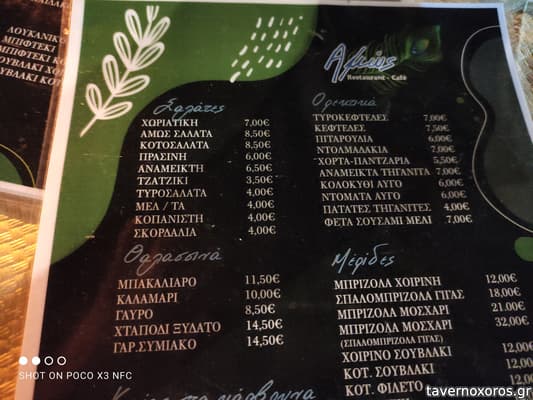 ΛΟΥΚΑΝΙΚΟ
ΜΠΙΦΤΕΚΙ
ΜΠΙΦΤΕΚΙ Κ
ΣΟΥΒΛΑΚΙ ΧΟΙ
ΣΟΥΒΛΑΚΙ ΚΟΤ.
Restaurant - Cafè
Σαλάτες
ΧΩΡΙΑΤΙΚΗ 7,00€
ΑΜΩΣ ΣΑΛΑΤΑ 8,50€
ΚΟΤΟΣΑΛΑΤΑ 8,50€
ΠΡΑΣΙΝΗ 6,00€
ΑΝΑΜΕΙΚΤΗ 6,50€
ΤΖΑΤΖΙΚΙ 3,50€
ΤΥΡΟΣΑΛΑΤΑ 4,00€
ΜΕΛ / ΤΑ 4,00€
ΚΟΠΑΝΙΣΤΗ 4,00€
ΣΚΟΡΔΑΛΙΑ 4,00€
Ορεκτικά
ΤΥΡΟΚΕΦΤΕΔΕΣ 7,00€
ΚΕΦΤΕΔΕΣ 7,50€
ΠΙΤΑΡΟΥΔΙΑ 6,00€
ΝΤΟΛΜΑΔΑΚΙΑ 7,00€
ΧΟΡΤΑ-ΠΑΝΤΖΑΡΙΑ 5,50€
ΑΝΑΜΕΙΚΤΑ ΤΗΓΑΝΙΤΑ 7,00€
ΚΟΛΟΚΥΘΙ ΑΥΓΟ 6,00€
ΝΤΟΜΑΤΑ ΑΥΓΟ 6,00€
ΠΑΤΑΤΕΣ ΤΗΓΑΝΙΤΕΣ 4,00€
ΦΕΤΑ ΣΟΥΣΑΜΙ ΜΕΛΙ 7,00€
Θαλασσινά
ΜΠΑΚΑΛΙΑΡΟ 11,50€
ΚΑΛΑΜΑΡΙ 10,00€
ΓΑΥΡΟ 8,50€
ΧΤΑΠΟΔΙ ΞΥΔΑΤΟ 14,50€
ΓΑΡ.ΣΥΜΙΑΚΟ 14,50€
Μερίδες
ΜΠΡΙΖΟΛΑ ΧΟΙΡΙΝΗ 12,00€
ΣΠΑΛΟΜΠΡΙΖΟΛΑ ΓΙΓΑΣ 18,00€
ΜΠΡΙΖΟΛΑ ΜΟΣΧΑΡΙ 21.00€
ΜΠΡΙΖΟΛΑ ΜΟΣΧΑΡΙ 32,00€
(ΣΠΑΛΟΜΠΡΙΖΟΛΑ ΓΙΓΑΣ)
ΧΟΙΡΙΝΟ ΣΟΥΒΛΑΚΙ 12,00€
ΚΟΤ. ΣΟΥΒΛΑΚΙ 12,00
ΚΟΤ. ΦΙΛΕΤΟ 12,0
SHOT ON POCO X3 NFC
tavernoxoros.gr